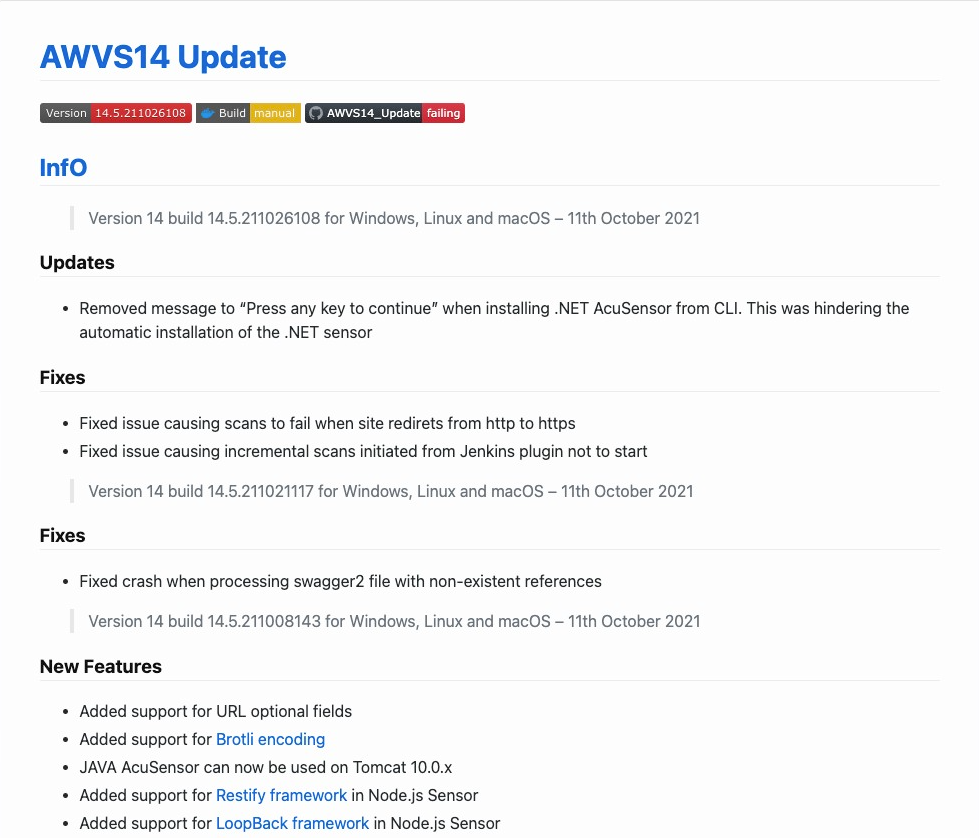 AWVS14 Update
Version 14.5.211026108 Build manual AWVS14_Update failing
InfO
Version 14 build 14.5.211026108 for Windows, Linux and macOS – 11th October 2021
Updates
• Removed message to “Press any key to continue” when installing .NET AcuSensor from CLI. This was hindering the
automatic installation of the .NET sensor
Fixes
• Fixed issue causing scans to fail when site redirets from http to https
• Fixed issue causing incremental scans initiated from Jenkins plugin not to start
Version 14 build 14.5.211021117 for Windows, Linux and macOS – 11th October 2021
Fixes
• Fixed crash when processing swagger2 file with non-existent references
Version 14 build 14.5.211008143 for Windows, Linux and macOS – 11th October 2021
New Features
• Added support for URL optional fields
• Added support for Brotli encoding
• JAVA AcuSensor can now be used on Tomcat 10.0.x
• Added support for Restify framework in Node.js Sensor
• Added support for LoopBack framework in Node.js Sensor